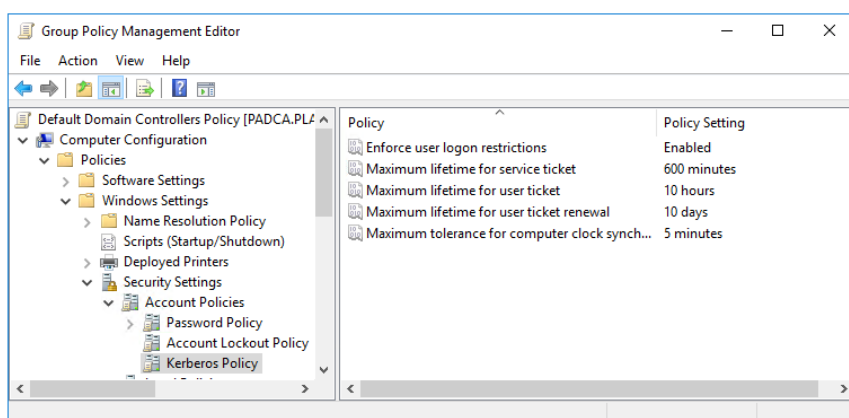 Group Policy Management Editor
File Action View Help
Default Domain Controllers Policy [PADCA.PLA
Computer Configuration
Policies
Software Settings
Windows Settings
Name Resolution Policy
Scripts (Startup/Shutdown)
Deployed Printers
Security Settings
Account Policies
Password Policy
Account Lockout Policy
Kerberos Policy
Policy Policy Setting
Enforce user logon restrictions Enabled
Maximum lifetime for service ticket 600 minutes
Maximum lifetime for user ticket 10 hours
Maximum lifetime for user ticket renewal 10 days
Maximum tolerance for computer clock synch... 5 minutes